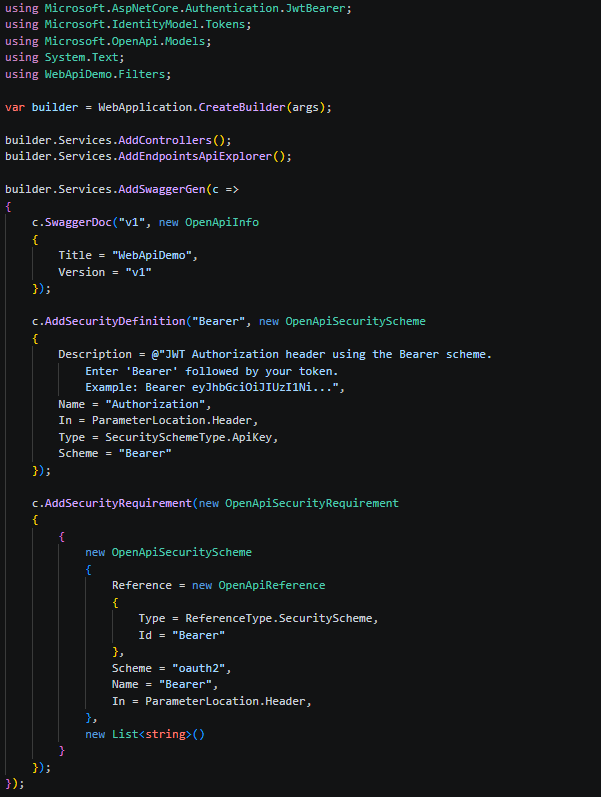 using Microsoft.AspNetCore.Authentication.JwtBearer;
using Microsoft.IdentityModel.Tokens;
using Microsoft.OpenApi.Models;
using System.Text;
using WebApiDemo.Filters;

var builder = WebApplication.CreateBuilder(args);

builder.Services.AddControllers();
builder.Services.AddEndpointsApiExplorer();

builder.Services.AddSwaggerGen(c =>
{
    c.SwaggerDoc("v1", new OpenApiInfo
    {
        Title = "WebApiDemo",
        Version = "v1"
    });

    c.AddSecurityDefinition("Bearer", new OpenApiSecurityScheme
    {
        Description = @"JWT Authorization header using the Bearer scheme.
            Enter 'Bearer' followed by your token.
            Example: Bearer eyJhbGciOiJIUzI1Ni...",
        Name = "Authorization",
        In = ParameterLocation.Header,
        Type = SecuritySchemeType.ApiKey,
        Scheme = "Bearer"
    });

    c.AddSecurityRequirement(new OpenApiSecurityRequirement
    {
        {
            new OpenApiSecurityScheme
            {
                Reference = new OpenApiReference
                {
                    Type = ReferenceType.SecurityScheme,
                    Id = "Bearer"
                },
                Scheme = "oauth2",
                Name = "Bearer",
                In = ParameterLocation.Header,
            },
            new List<string>()
        }
    });
});